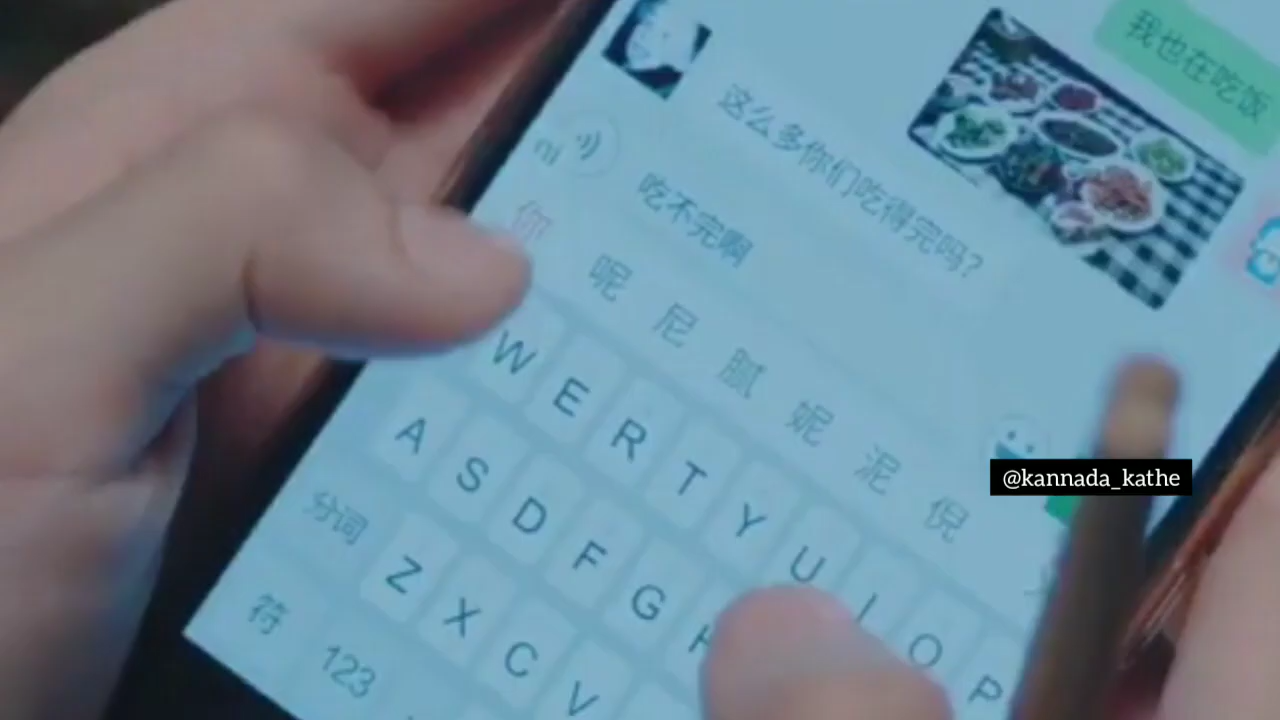 我也在吃饭
这么多你们吃得完吗?
吃不完啊
ni
你 呢 尼 腻 妮 泥 倪
W E R T Y U I O P
A S D F G H
分词 Z X C V
符 123
@kannada_kathe